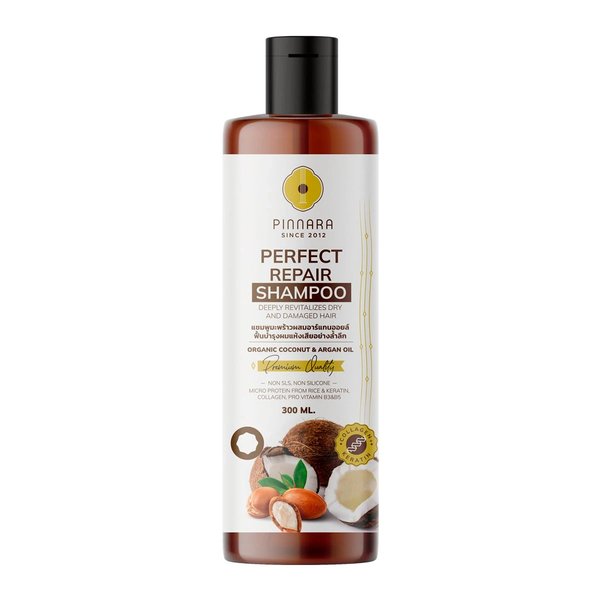 PINNARA
SINCE 2012
PERFECT
REPAIR
SHAMPOO
DEEPLY REVITALIZES DRY
AND DAMAGED HAIR
แชมพูมะพร้าวผสมอาร์แกนออยล์
ฟื้นบำรุงผมแห้งเสียอย่างล้ำลึก
ORGANIC COCONUT & ARGAN OIL
Premium Quality
— NON SLS, NON SILICONE —
MICRO PROTEIN FROM RICE & KERATIN,
COLLAGEN, PRO VITAMIN B3&B5
300 ML.
COLLAGEN
KERATIN